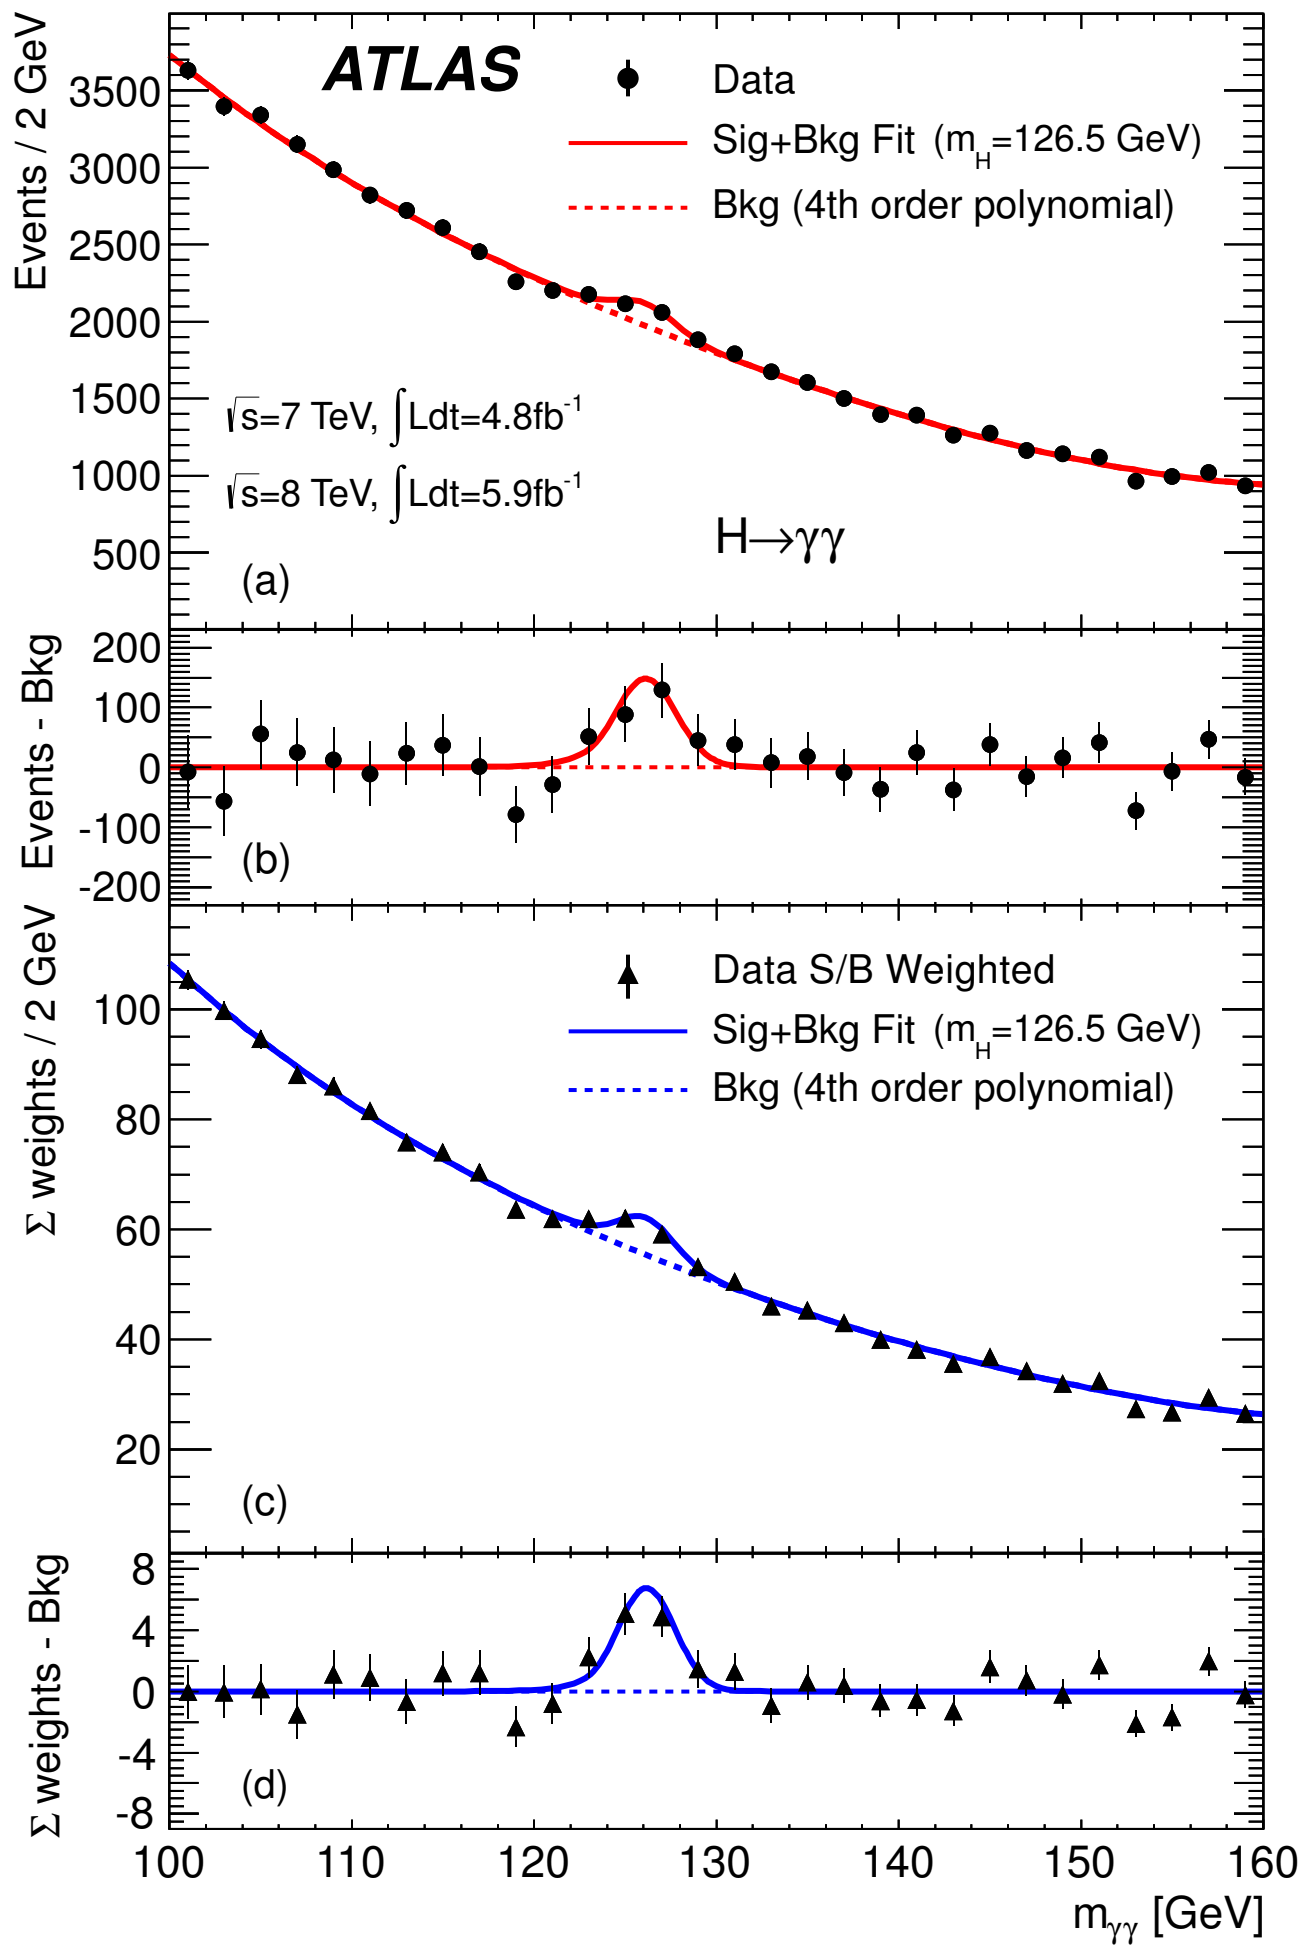 ATLAS
Data
Sig+Bkg Fit (mH=126.5 GeV)
Bkg (4th order polynomial)
Events / 2 GeV
3500
3000
2500
2000
1500
1000
500
√s=7 TeV, ∫Ldt=4.8fb-1
√s=8 TeV, ∫Ldt=5.9fb-1
H→γγ
(a)
Events - Bkg
200
100
0
-100
-200
(b)
Σ weights / 2 GeV
100
80
60
40
20
Data S/B Weighted
Sig+Bkg Fit (mH=126.5 GeV)
Bkg (4th order polynomial)
(c)
Σ weights - Bkg
8
4
0
-4
-8
(d)
100 110 120 130 140 150 160
mγγ [GeV]